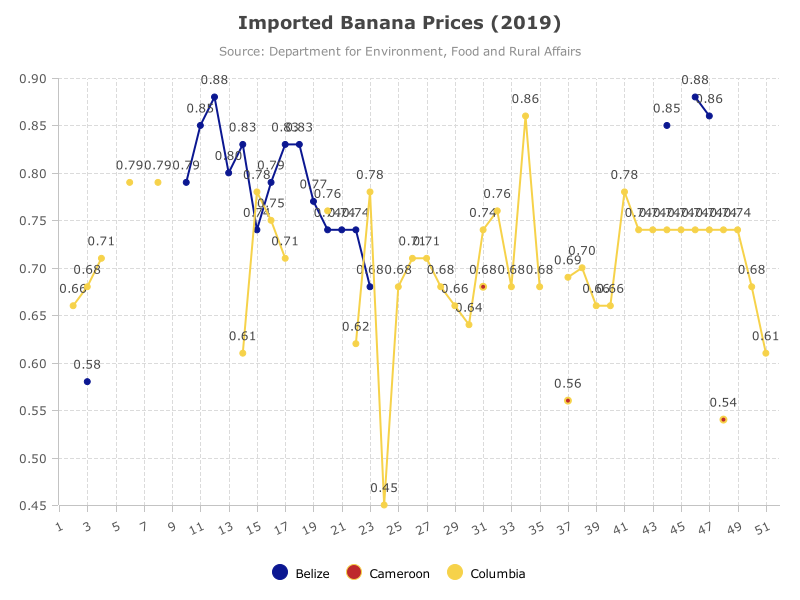 Imported Banana Prices (2019)
Source: Department for Environment, Food and Rural Affairs
0.90
0.88 0.88
0.86 0.86
0.85 0.85 0.85
0.83 0.83 0.83
0.80 0.80
0.79 0.79 0.79 0.79
0.78 0.78 0.78
0.77 0.76 0.76
0.75 0.75
0.74 0.74 0.74 0.74 0.74 0.74 0.74 0.74 0.74 0.74 0.74 0.74 0.74
0.71 0.71 0.71 0.71
0.70 0.70
0.69
0.68 0.68 0.68 0.68 0.68 0.68 0.68 0.68
0.66 0.66 0.66 0.66
0.65
0.64
0.62
0.61 0.61
0.60
0.58
0.56
0.55
0.54
0.50
0.45 0.45
1 3 5 7 9 11 13 15 17 19 21 23 25 27 29 31 33 35 37 39 41 43 45 47 49 51
Belize Cameroon Columbia